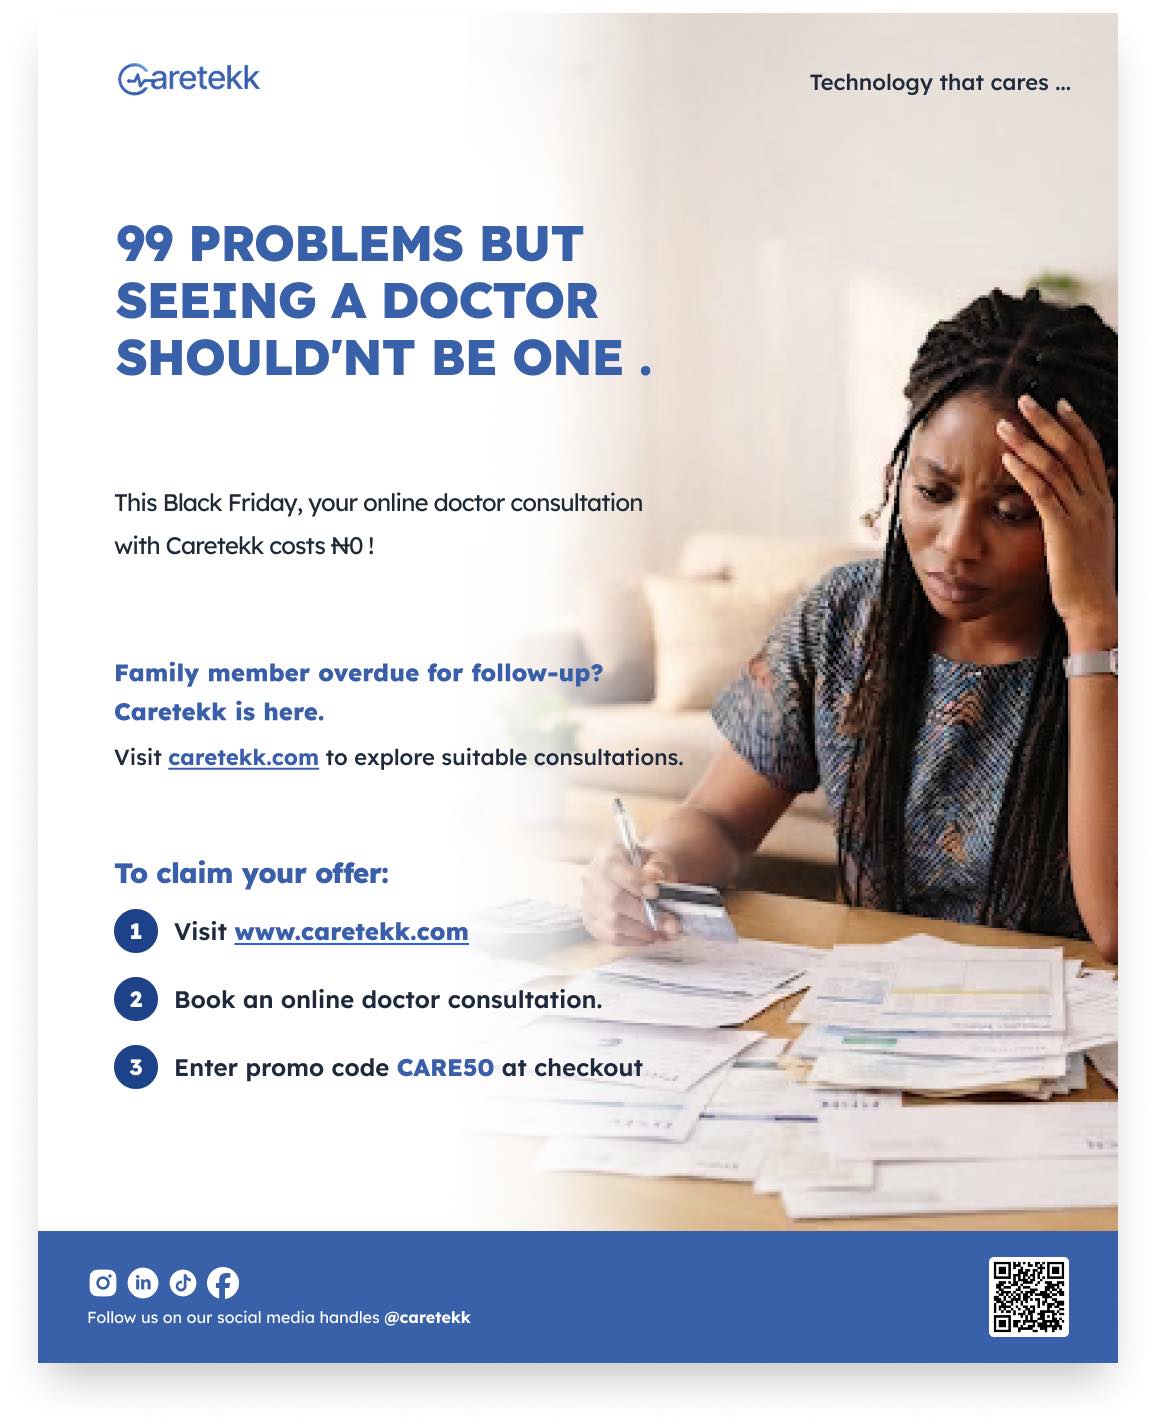 Caretekk
Technology that cares ...
99 PROBLEMS BUT
SEEING A DOCTOR
SHOULD'NT BE ONE .
This Black Friday, your online doctor consultation
with Caretekk costs ₦0 !
Family member overdue for follow-up?
Caretekk is here.
Visit caretekk.com to explore suitable consultations.
To claim your offer:
1 Visit www.caretekk.com
2 Book an online doctor consultation.
3 Enter promo code CARE50 at checkout
Follow us on our social media handles @caretekk